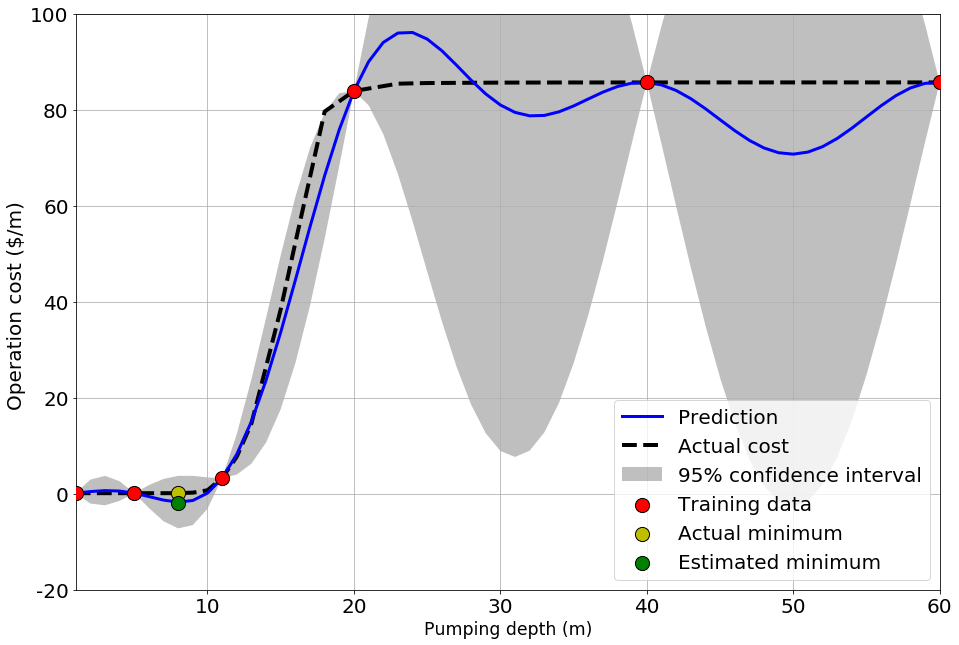 100
80
60
40
20
0
-20
Operation cost ($/m)
10
20
30
40
50
60
Pumping depth (m)
Prediction
Actual cost
95% confidence interval
Training data
Actual minimum
Estimated minimum